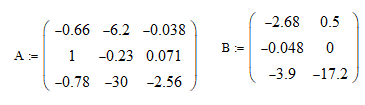 A := ( −0.66 −6.2 −0.038
1 −0.23 0.071
−0.78 −30 −2.56 )
B := ( −2.68 0.5
−0.048 0
−3.9 −17.2 )